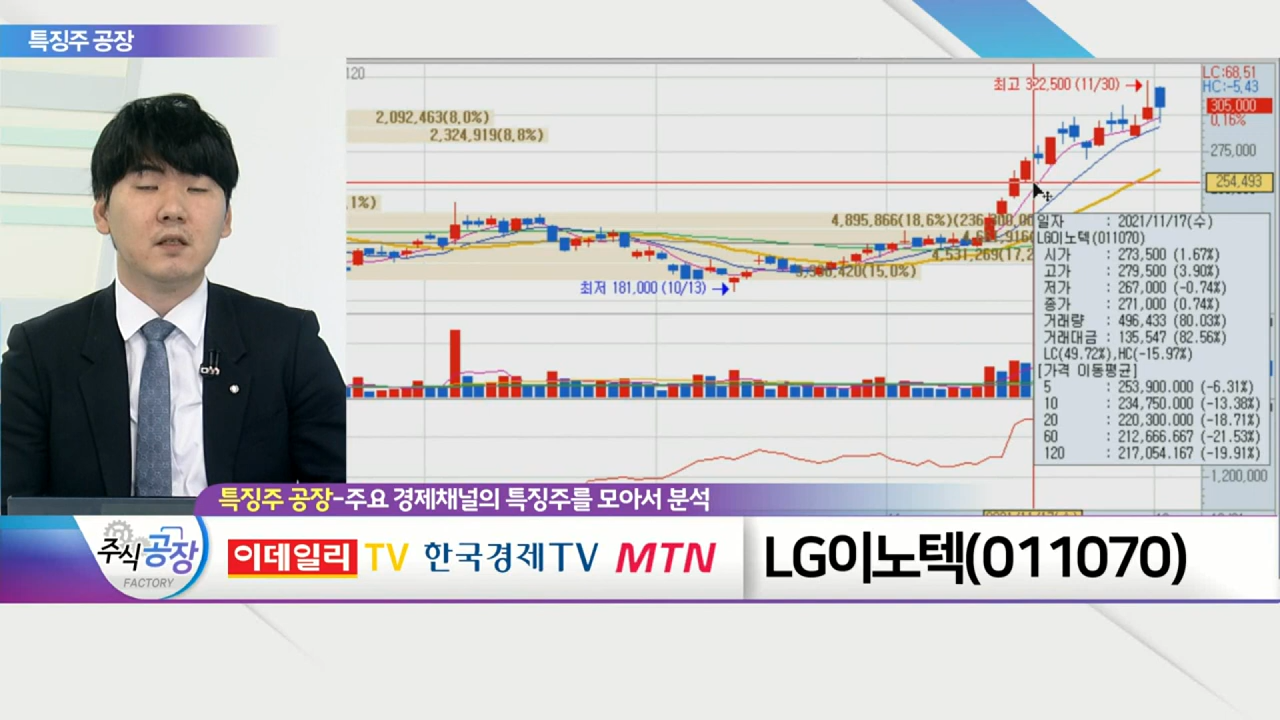 특징주 공장
120
2,092,463(8.0%)
2,324,919(8.8%)
.1%)
최고 322,500 (11/30)
LC:68.51
HC:-5.43
305,000
0.16%
275,000
254,493
4,895,866(18.6%)(236,300,00
4,531,269(17.2
최저 181,000 (10/13)
일자 : 2021/11/17(수)
LG이노텍(011070)
시가 : 273,500 (1.67%)
고가 : 279,500 (3.90%)
저가 : 267,000 (-0.74%)
종가 : 271,000 (0.74%)
거래량 : 496,433 (80.03%)
거래대금 : 135,547 (82.56%)
LC(49.72%),HC(-15.97%)
[가격 이동평균]
5 : 253,900.000 (-6.31%)
10 : 234,750.000 (-13.38%)
20 : 220,300.000 (-18.71%)
60 : 212,666.667 (-21.53%)
120 : 217,054.167 (-19.91%)
-1,200,000
특징주 공장-주요 경제채널의 특징주를 모아서 분석
주식공장
FACTORY
이데일리 TV 한국경제TV MTN
LG이노텍(011070)